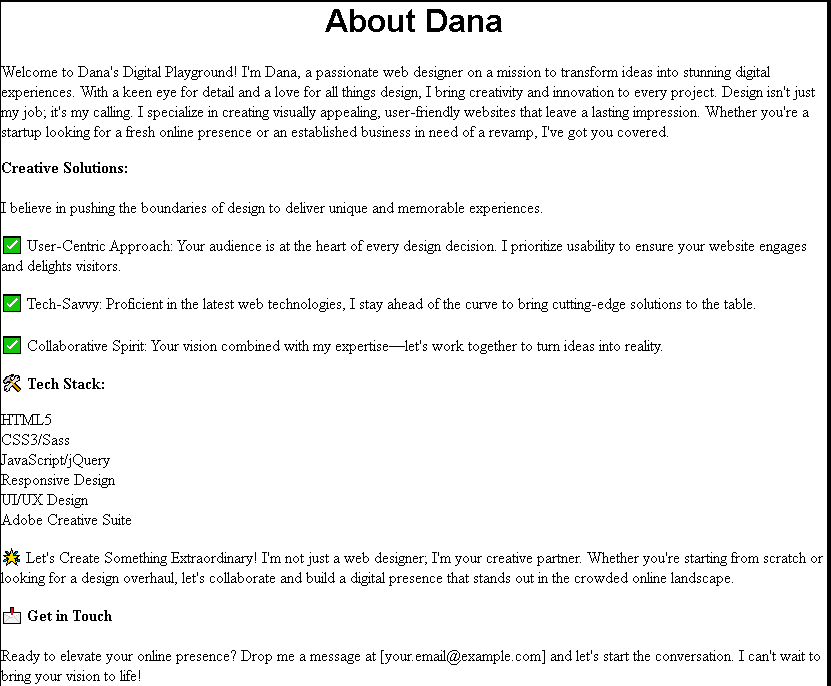 About Dana
Welcome to Dana's Digital Playground! I'm Dana, a passionate web designer on a mission to transform ideas into stunning digital
experiences. With a keen eye for detail and a love for all things design, I bring creativity and innovation to every project. Design isn't just
my job; it's my calling. I specialize in creating visually appealing, user-friendly websites that leave a lasting impression. Whether you're a
startup looking for a fresh online presence or an established business in need of a revamp, I've got you covered.
Creative Solutions:
I believe in pushing the boundaries of design to deliver unique and memorable experiences.
✅ User-Centric Approach: Your audience is at the heart of every design decision. I prioritize usability to ensure your website engages
and delights visitors.
✅ Tech-Savvy: Proficient in the latest web technologies, I stay ahead of the curve to bring cutting-edge solutions to the table.
✅ Collaborative Spirit: Your vision combined with my expertise—let's work together to turn ideas into reality.
🛠 Tech Stack:
HTML5
CSS3/Sass
JavaScript/jQuery
Responsive Design
UI/UX Design
Adobe Creative Suite
🌟 Let's Create Something Extraordinary! I'm not just a web designer; I'm your creative partner. Whether you're starting from scratch or
looking for a design overhaul, let's collaborate and build a digital presence that stands out in the crowded online landscape.
📩 Get in Touch
Ready to elevate your online presence? Drop me a message at [your.email@example.com] and let's start the conversation. I can't wait to
bring your vision to life!